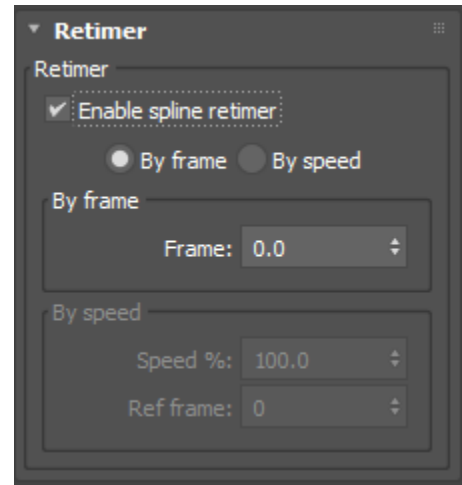 Retimer
Retimer
Enable spline retimer
By frame By speed
By frame
Frame: 0.0
By speed
Speed %: 100.0
Ref frame: 0